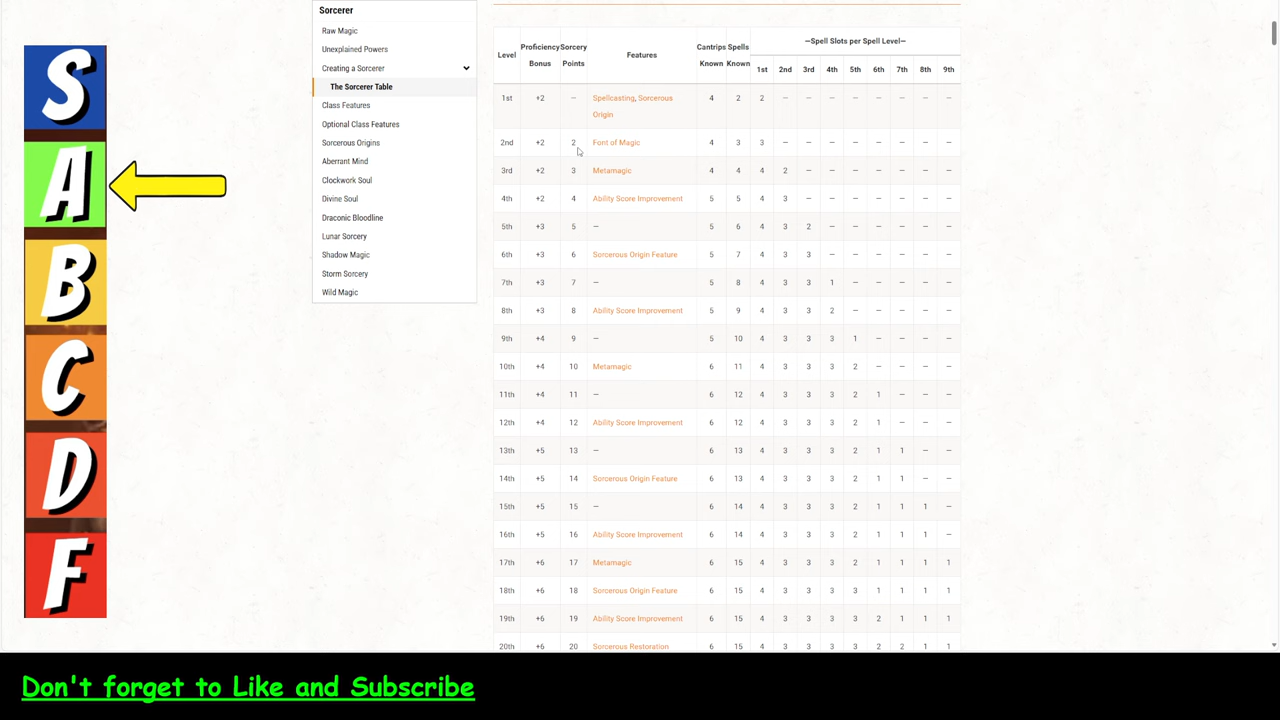 S
A
B
C
D
F
Sorcerer
Raw Magic
Unexplained Powers
Creating a Sorcerer
The Sorcerer Table
Class Features
Optional Class Features
Sorcerous Origins
Aberrant Mind
Clockwork Soul
Divine Soul
Draconic Bloodline
Lunar Sorcery
Shadow Magic
Storm Sorcery
Wild Magic
—Spell Slots per Spell Level—
Level Proficiency Bonus Sorcery Points Features Cantrips Known Spells Known 1st 2nd 3rd 4th 5th 6th 7th 8th 9th
1st +2 — Spellcasting, Sorcerous Origin 4 2 2 — — — — — — — —
2nd +2 2 Font of Magic 4 3 3 — — — — — — — —
3rd +2 3 Metamagic 4 4 4 2 — — — — — — —
4th +2 4 Ability Score Improvement 5 5 4 3 — — — — — — —
5th +3 5 — 5 6 4 3 2 — — — — — —
6th +3 6 Sorcerous Origin Feature 5 7 4 3 3 — — — — — —
7th +3 7 — 5 8 4 3 3 1 — — — — —
8th +3 8 Ability Score Improvement 5 9 4 3 3 2 — — — — —
9th +4 9 — 5 10 4 3 3 3 1 — — — —
10th +4 10 Metamagic 6 11 4 3 3 3 2 — — — —
11th +4 11 — 6 12 4 3 3 3 2 1 — — —
12th +4 12 Ability Score Improvement 6 12 4 3 3 3 2 1 — — —
13th +5 13 — 6 13 4 3 3 3 2 1 1 — —
14th +5 14 Sorcerous Origin Feature 6 13 4 3 3 3 2 1 1 — —
15th +5 15 — 6 14 4 3 3 3 2 1 1 1 —
16th +5 16 Ability Score Improvement 6 14 4 3 3 3 2 1 1 1 —
17th +6 17 Metamagic 6 15 4 3 3 3 2 1 1 1 1
18th +6 18 Sorcerous Origin Feature 6 15 4 3 3 3 3 1 1 1 1
19th +6 19 Ability Score Improvement 6 15 4 3 3 3 3 2 1 1 1
20th +6 20 Sorcerous Restoration 6 15 4 3 3 3 3 2 2 1 1
Don't forget to Like and Subscribe